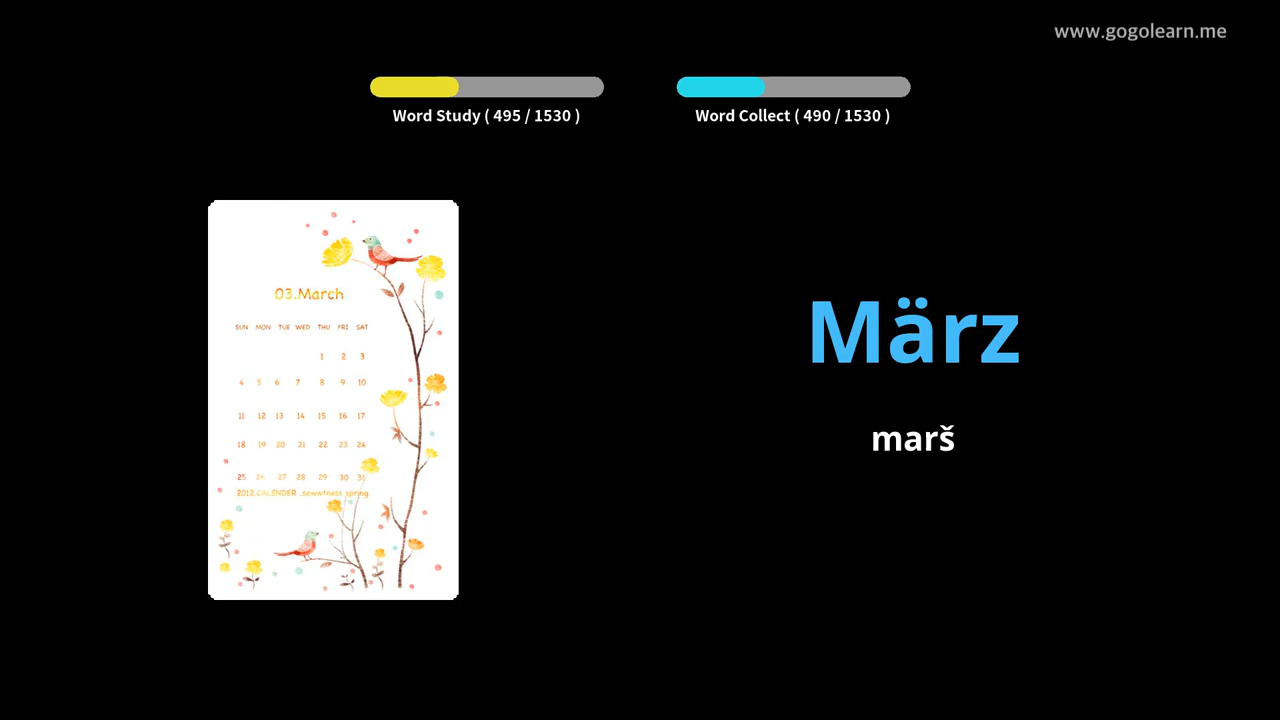 www.gogolearn.me
Word Study ( 495 / 1530 )
Word Collect ( 490 / 1530 )
03.March
SUN MON TUE WED THU FRI SAT
1 2 3
4 5 6 7 8 9 10
11 12 13 14 15 16 17
18 19 20 21 22 23 24
25 26 27 28 29 30 31
2012.CALENDER .sewwtness spring
März
marš